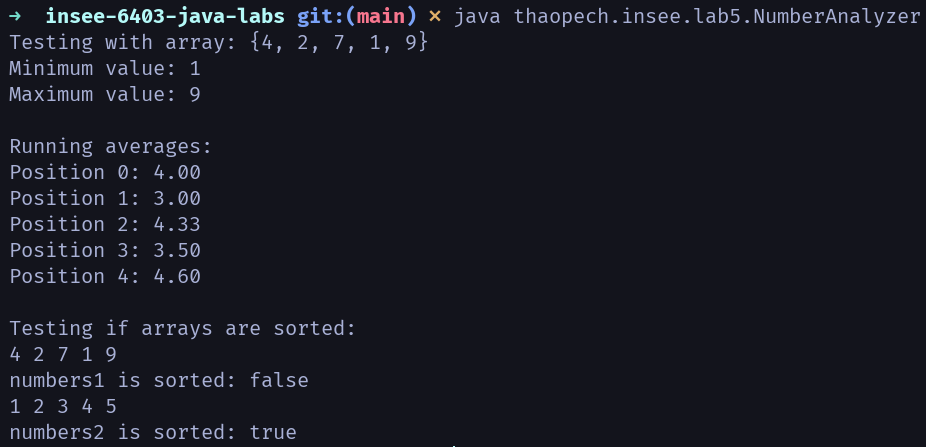 → insee-6403-java-labs git:(main) × java thaopech.insee.lab5.NumberAnalyzer
Testing with array: {4, 2, 7, 1, 9}
Minimum value: 1
Maximum value: 9
Running averages:
Position 0: 4.00
Position 1: 3.00
Position 2: 4.33
Position 3: 3.50
Position 4: 4.60
Testing if arrays are sorted:
4 2 7 1 9
numbers1 is sorted: false
1 2 3 4 5
numbers2 is sorted: true